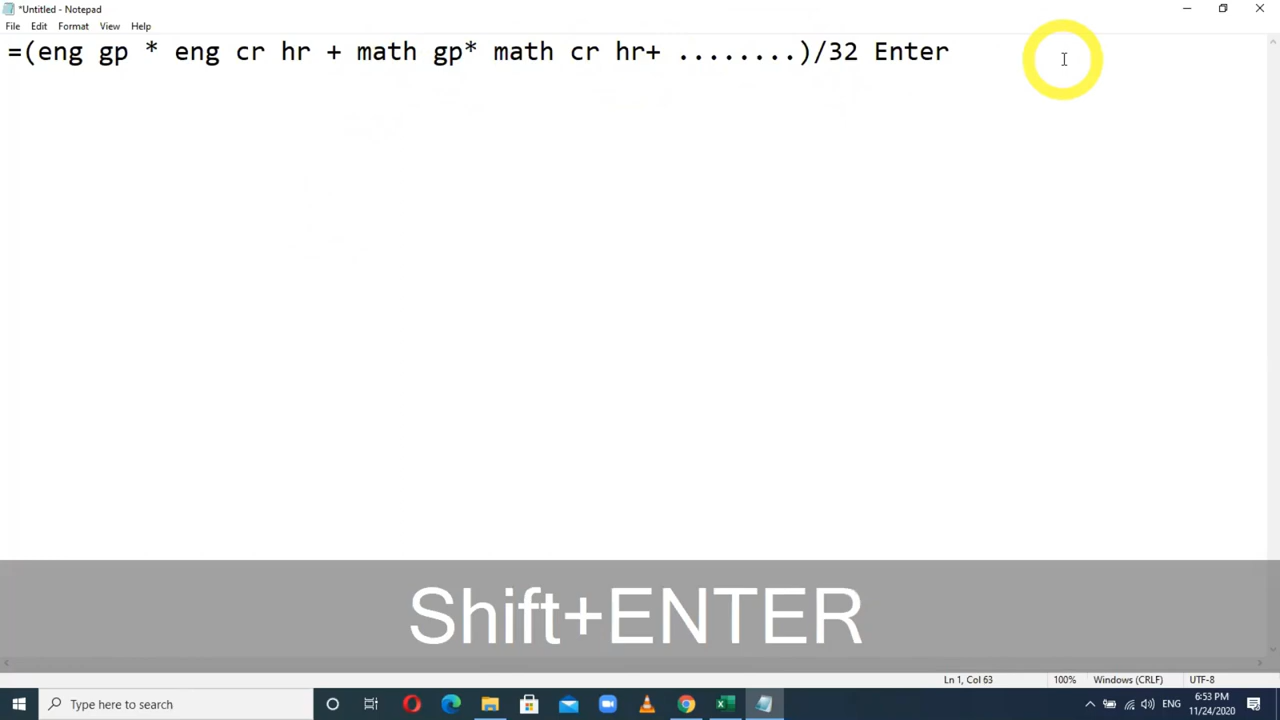 *Untitled - Notepad
File Edit Format View Help
=(eng gp * eng cr hr + math gp* math cr hr+ ........)/32 Enter
Shift+ENTER
Ln 1, Col 63 100% Windows (CRLF) UTF-8
Type here to search
ENG
6:53 PM
11/24/2020